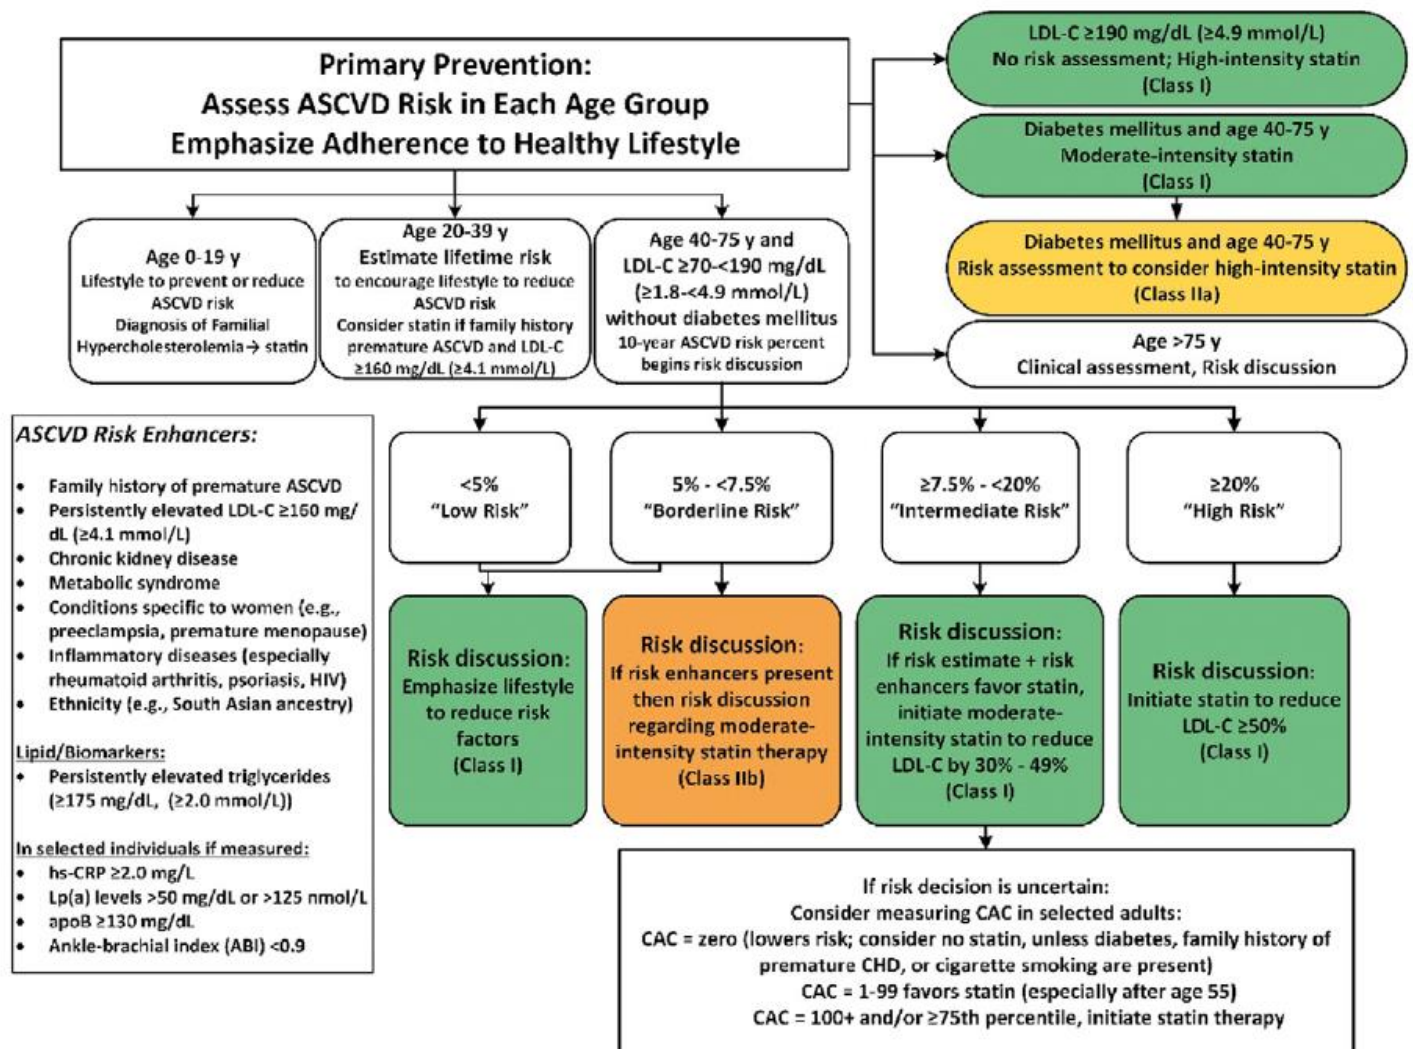 Primary Prevention:
Assess ASCVD Risk in Each Age Group
Emphasize Adherence to Healthy Lifestyle
LDL-C ≥190 mg/dL (≥4.9 mmol/L)
No risk assessment; High-intensity statin
(Class I)
Diabetes mellitus and age 40-75 y
Moderate-intensity statin
(Class I)
Diabetes mellitus and age 40-75 y
Risk assessment to consider high-intensity statin
(Class IIa)
Age >75 y
Clinical assessment, Risk discussion
Age 0-19 y
Lifestyle to prevent or reduce
ASCVD risk
Diagnosis of Familial
Hypercholesterolemia→ statin
Age 20-39 y
Estimate lifetime risk
to encourage lifestyle to reduce
ASCVD risk
Consider statin if family history
premature ASCVD and LDL-C
≥160 mg/dL (≥4.1 mmol/L)
Age 40-75 y and
LDL-C ≥70-<190 mg/dL
(≥1.8-<4.9 mmol/L)
without diabetes mellitus
10-year ASCVD risk percent
begins risk discussion
ASCVD Risk Enhancers:
• Family history of premature ASCVD
• Persistently elevated LDL-C ≥160 mg/
dL (≥4.1 mmol/L)
• Chronic kidney disease
• Metabolic syndrome
• Conditions specific to women (e.g.,
preeclampsia, premature menopause)
• Inflammatory diseases (especially
rheumatoid arthritis, psoriasis, HIV)
• Ethnicity (e.g., South Asian ancestry)
Lipid/Biomarkers:
• Persistently elevated triglycerides
(≥175 mg/dL, (≥2.0 mmol/L))
In selected individuals if measured:
• hs-CRP ≥2.0 mg/L
• Lp(a) levels >50 mg/dL or >125 nmol/L
• apoB ≥130 mg/dL
• Ankle-brachial index (ABI) <0.9
<5%
"Low Risk"
5% - <7.5%
"Borderline Risk"
≥7.5% - <20%
"Intermediate Risk"
≥20%
"High Risk"
Risk discussion:
Emphasize lifestyle
to reduce risk
factors
(Class I)
Risk discussion:
If risk enhancers present
then risk discussion
regarding moderate-
intensity statin therapy
(Class IIb)
Risk discussion:
If risk estimate + risk
enhancers favor statin,
initiate moderate-
intensity statin to reduce
LDL-C by 30% - 49%
(Class I)
Risk discussion:
Initiate statin to reduce
LDL-C ≥50%
(Class I)
If risk decision is uncertain:
Consider measuring CAC in selected adults:
CAC = zero (lowers risk; consider no statin, unless diabetes, family history of
premature CHD, or cigarette smoking are present)
CAC = 1-99 favors statin (especially after age 55)
CAC = 100+ and/or ≥75th percentile, initiate statin therapy